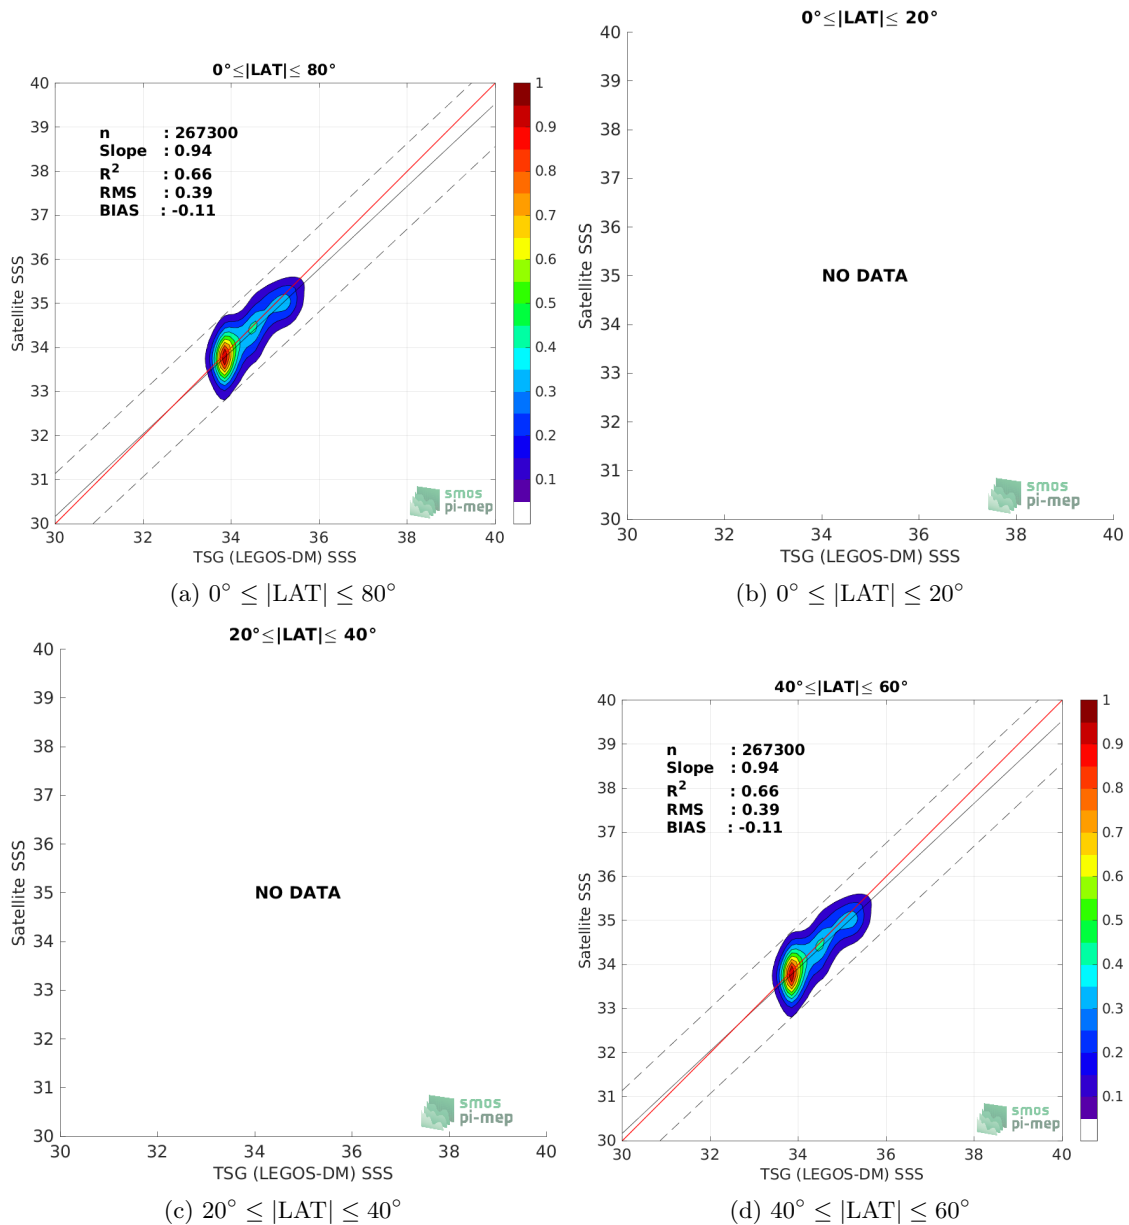 0°≤|LAT|≤ 80°
40
39
38
37
36
35
34
33
32
31
30
n : 267300
Slope : 0.94
R² : 0.66
RMS : 0.39
BIAS : -0.11
Satellite SSS
smos
pi-mep
30 32 34 36 38 40
TSG (LEGOS-DM) SSS
1
0.9
0.8
0.7
0.6
0.5
0.4
0.3
0.2
0.1
(a) 0° ≤ |LAT| ≤ 80°
0°≤|LAT|≤ 20°
40
39
38
37
36
35
34
33
32
31
30
Satellite SSS
NO DATA
smos
pi-mep
30 32 34 36 38 40
TSG (LEGOS-DM) SSS
(b) 0° ≤ |LAT| ≤ 20°
20°≤|LAT|≤ 40°
40
39
38
37
36
35
34
33
32
31
30
Satellite SSS
NO DATA
smos
pi-mep
30 32 34 36 38 40
TSG (LEGOS-DM) SSS
(c) 20° ≤ |LAT| ≤ 40°
40°≤|LAT|≤ 60°
40
39
38
37
36
35
34
33
32
31
30
n : 267300
Slope : 0.94
R² : 0.66
RMS : 0.39
BIAS : -0.11
Satellite SSS
smos
pi-mep
30 32 34 36 38 40
TSG (LEGOS-DM) SSS
1
0.9
0.8
0.7
0.6
0.5
0.4
0.3
0.2
0.1
(d) 40° ≤ |LAT| ≤ 60°